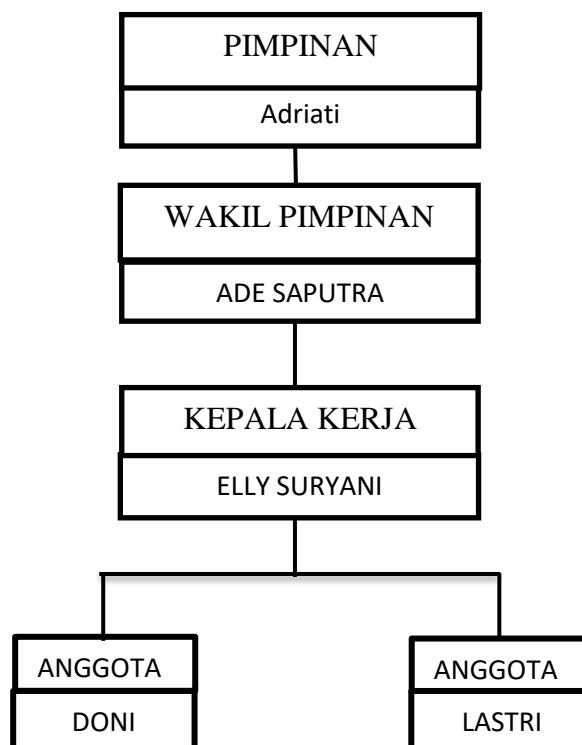 PIMPINAN
Adriati
WAKIL PIMPINAN
ADE SAPUTRA
KEPALA KERJA
ELLY SURYANI
ANGGOTA
DONI
ANGGOTA
LASTRI